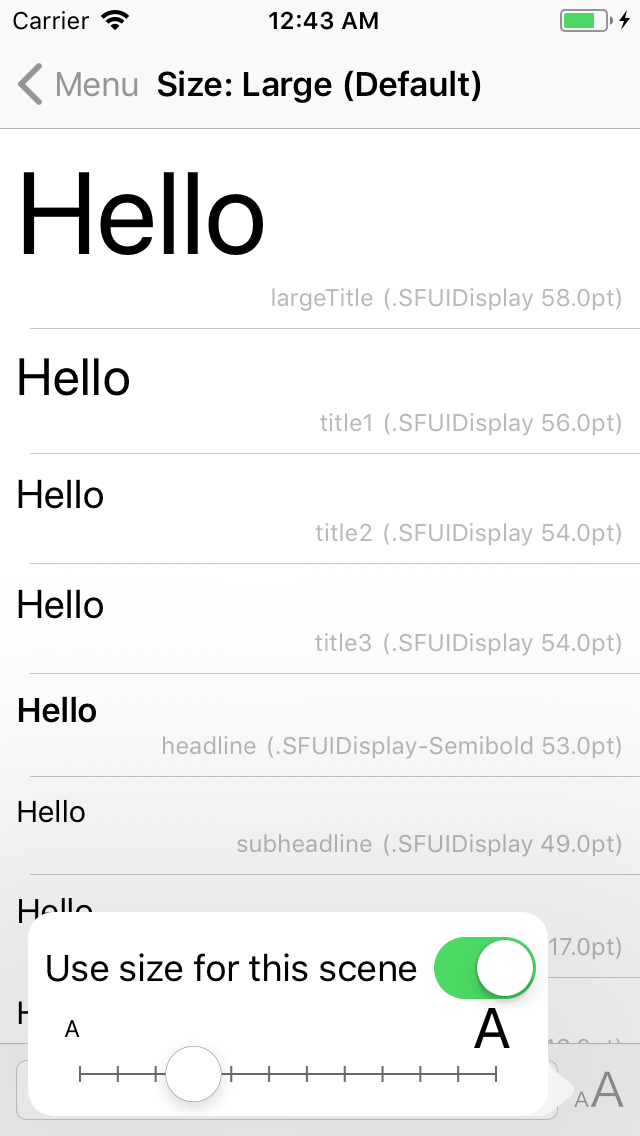 Carrier 12:43 AM
Menu Size: Large (Default)
Hello
largeTitle (.SFUIDisplay 58.0pt)
Hello
title1 (.SFUIDisplay 56.0pt)
Hello
title2 (.SFUIDisplay 54.0pt)
Hello
title3 (.SFUIDisplay 54.0pt)
Hello
headline (.SFUIDisplay-Semibold 53.0pt)
Hello
subheadline (.SFUIDisplay 49.0pt)
Hello
17.0pt)
Use size for this scene
A A
AA